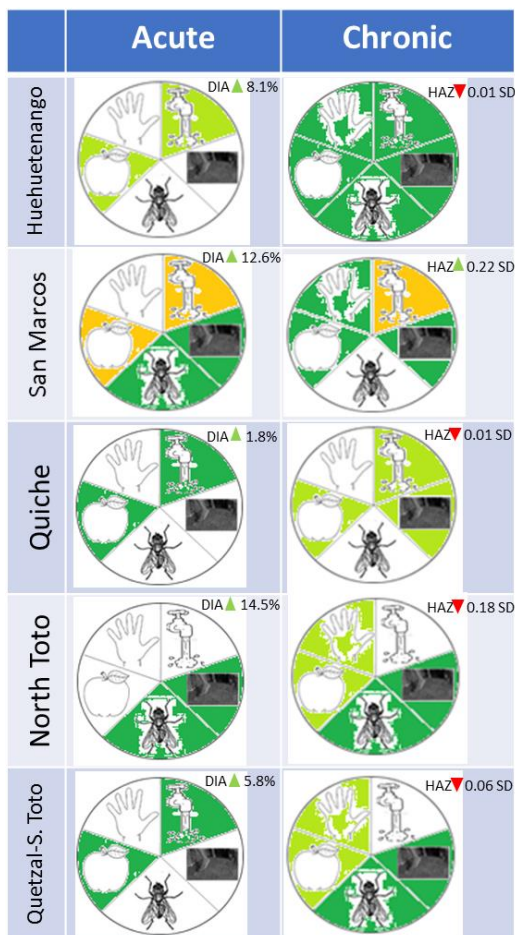 Acute Chronic
Huehuetenango
DIA 8.1%
HAZ 0.01 SD
San Marcos
DIA 12.6%
HAZ 0.22 SD
Quiche
DIA 1.8%
HAZ 0.01 SD
North Toto
DIA 14.5%
HAZ 0.18 SD
Quetzal-S. Toto
DIA 5.8%
HAZ 0.06 SD